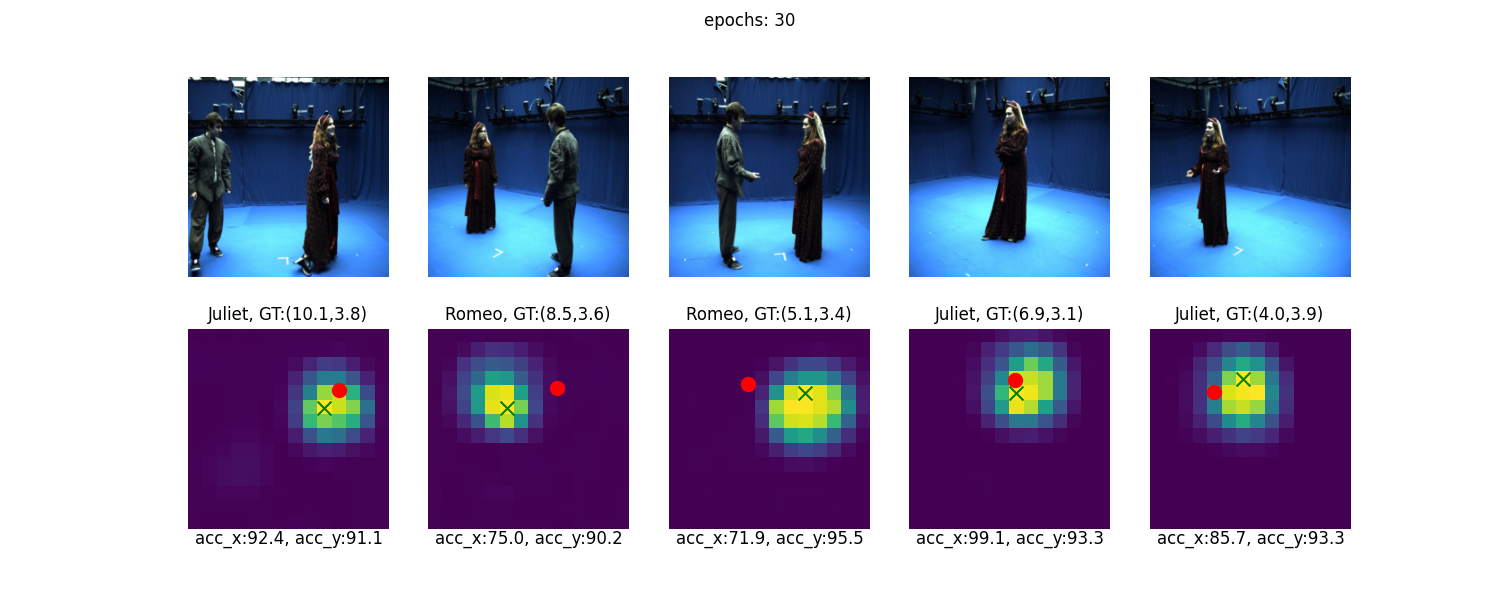 epochs: 30
Juliet, GT:(10.1,3.8)
Romeo, GT:(8.5,3.6)
Romeo, GT:(5.1,3.4)
Juliet, GT:(6.9,3.1)
Juliet, GT:(4.0,3.9)
acc_x:92.4, acc_y:91.1
acc_x:75.0, acc_y:90.2
acc_x:71.9, acc_y:95.5
acc_x:99.1, acc_y:93.3
acc_x:85.7, acc_y:93.3